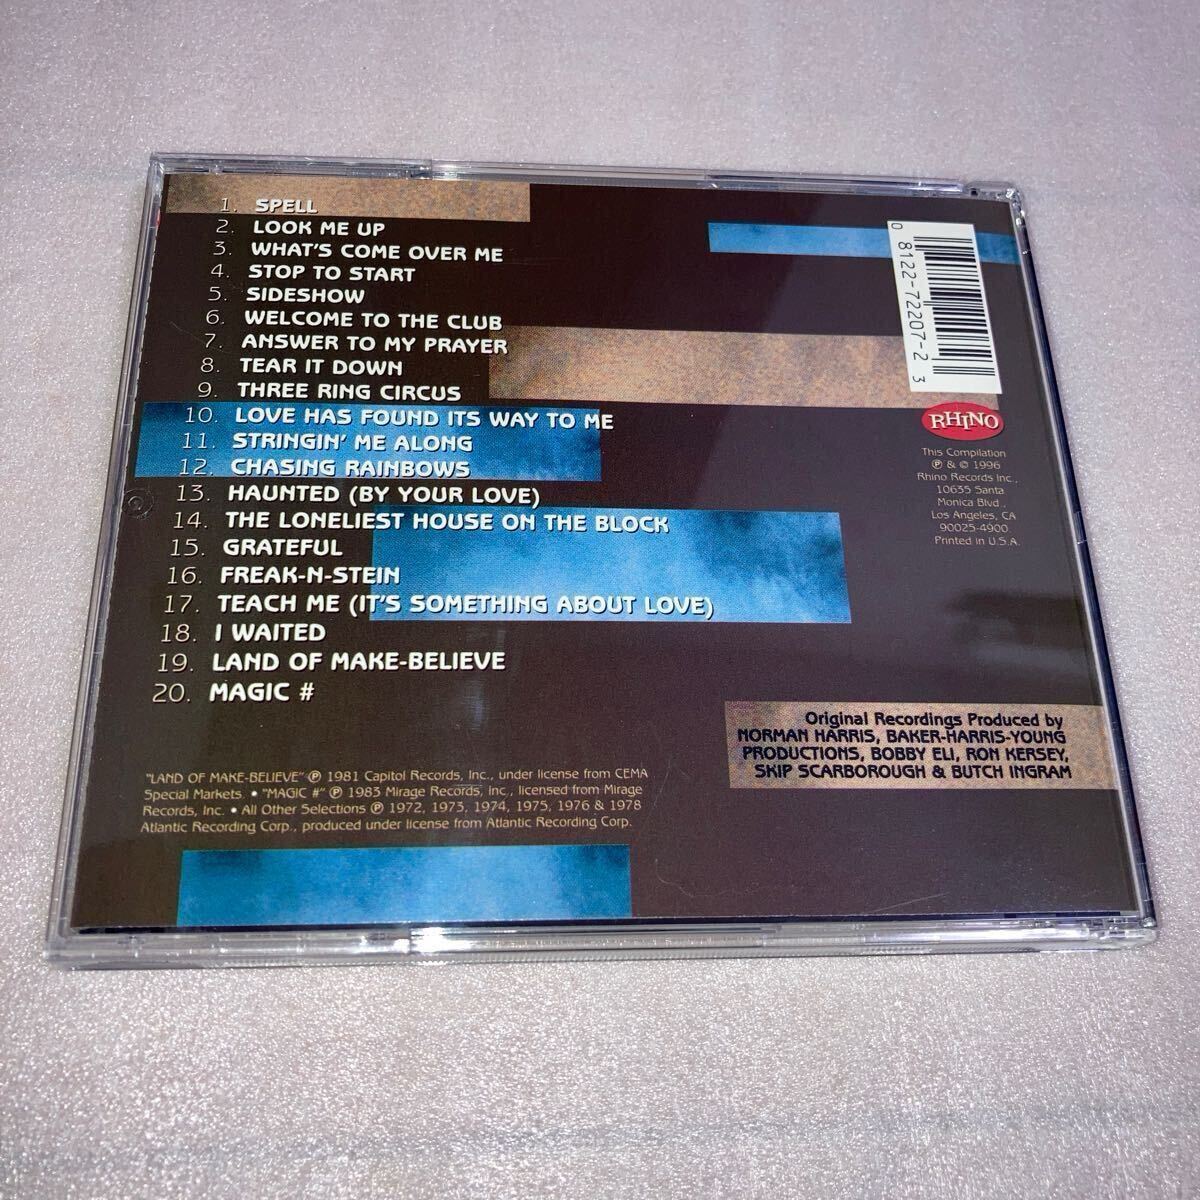 1. SPELL
2. LOOK ME UP
3. WHAT'S COME OVER ME
4. STOP TO START
5. SIDESHOW
6. WELCOME TO THE CLUB
7. ANSWER TO MY PRAYER
8. TEAR IT DOWN
9. THREE RING CIRCUS
10. LOVE HAS FOUND ITS WAY TO ME
11. STRINGIN' ME ALONG
12. CHASING RAINBOWS
13. HAUNTED (BY YOUR LOVE)
14. THE LONELIEST HOUSE ON THE BLOCK
15. GRATEFUL
16. FREAK-N-STEIN
17. TEACH ME (IT'S SOMETHING ABOUT LOVE)
18. I WAITED
19. LAND OF MAKE-BELIEVE
20. MAGIC #
0 8122-72207-2 3
RHINO
This Compilation
℗ & © 1996
Rhino Records Inc.,
10635 Santa
Monica Blvd.,
Los Angeles, CA
90025-4900
Printed in U.S.A.
Original Recordings Produced by
NORMAN HARRIS, BAKER-HARRIS-YOUNG
PRODUCTIONS, BOBBY ELI, RON KERSEY,
SKIP SCARBOROUGH & BUTCH INGRAM
"LAND OF MAKE-BELIEVE" ℗ 1981 Capitol Records, Inc., under license from CEMA
Special Markets. • "MAGIC #" ℗ 1983 Mirage Records, Inc., licensed from Mirage
Records, Inc. • All Other Selections ℗ 1972, 1973, 1974, 1975, 1976 & 1978
Atlantic Recording Corp., produced under license from Atlantic Recording Corp.